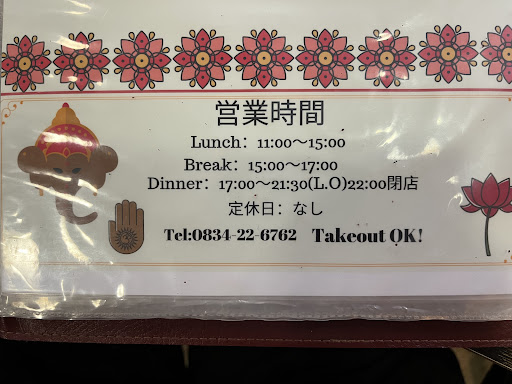 営業時間
Lunch：11:00〜15:00
Break：15:00〜17:00
Dinner：17:00〜21:30(L.O)22:00閉店
定休日：なし
Tel:0834-22-6762 Takeout OK!